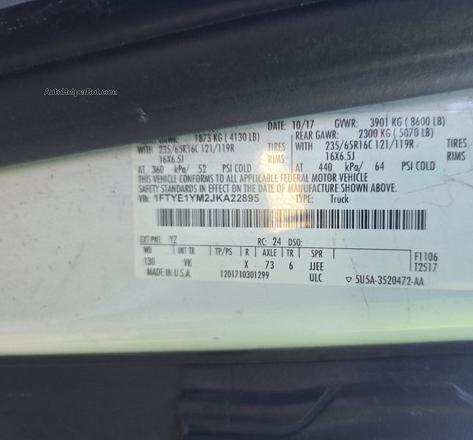 AutoHelperBot.com
DATE: 10/17 GVWR: 3901 KG ( 8600 LB)
GAWR: 1873 KG ( 4130 LB) REAR GAWR: 2300 KG ( 5070 LB)
WITH 235/65R16C 121/119R TIRES WITH 235/65R16C 121/119R TIRES
16X6.5J RIMS 16X6.5J RIMS
AT 360 kPa/ 52 PSI COLD AT 440 kPa/ 64 PSI COLD
THIS VEHICLE CONFORMS TO ALL APPLICABLE FEDERAL MOTOR VEHICLE
SAFETY STANDARDS IN EFFECT ON THE DATE OF MANUFACTURE SHOWN ABOVE.
VIN: 1FTYE1YM2JKA22895 TYPE: Truck
EXT PNT: YZ RC: 24 DSO:
WB TP/PS R AXLE TR SPR F1106
130 VK X 73 6 JJEE T2517
MADE IN U.S.A. 1201710301299 ULC ▽ 5U5A-3520472-AA